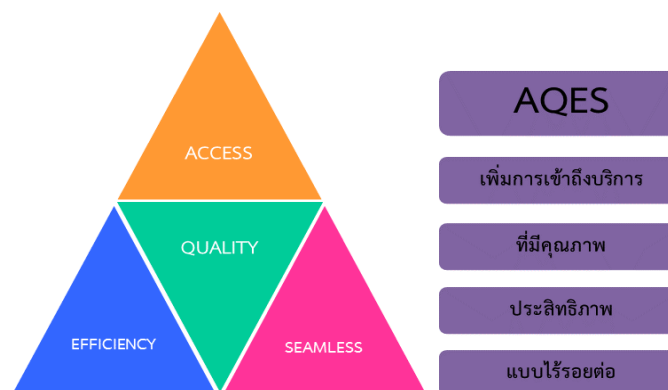 ACCESS
QUALITY
EFFICIENCY
SEAMLESS
AQES
เพิ่มการเข้าถึงบริการ
ที่มีคุณภาพ
ประสิทธิภาพ
แบบไร้รอยต่อ